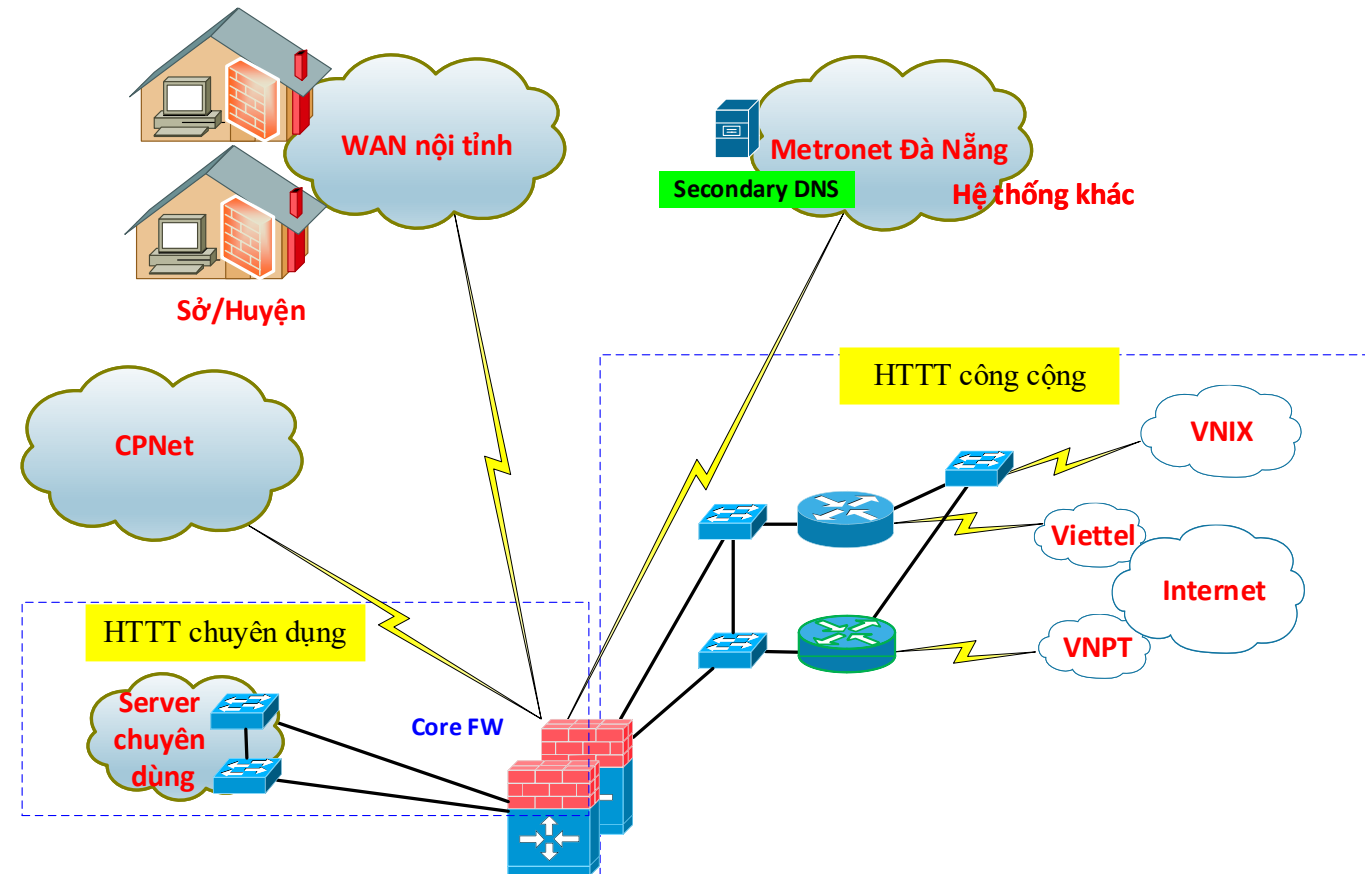 WAN nội tỉnh
Metronet Đà Nẵng
Secondary DNS
Hệ thống khác
Sở/Huyện
HTTT công cộng
VNIX
CPNet
Viettel
Internet
HTTT chuyên dụng
VNPT
Server
chuyên
dùng
Core FW